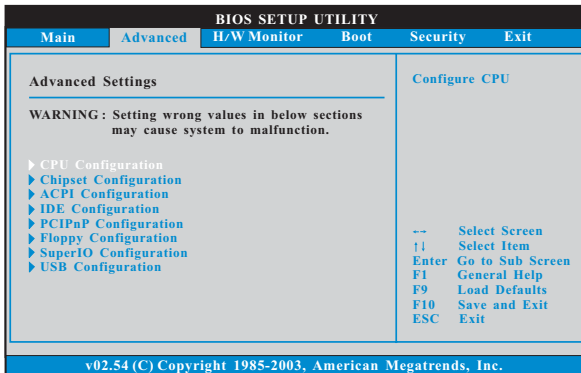 BIOS SETUP UTILITY
Main Advanced H/W Monitor Boot Security Exit
Advanced Settings
WARNING : Setting wrong values in below sections
may cause system to malfunction.
CPU Configuration
Chipset Configuration
ACPI Configuration
IDE Configuration
PCIPnP Configuration
Floppy Configuration
SuperIO Configuration
USB Configuration
Configure CPU
←→ Select Screen
↑↓ Select Item
Enter Go to Sub Screen
F1 General Help
F9 Load Defaults
F10 Save and Exit
ESC Exit
v02.54 (C) Copyright 1985-2003, American Megatrends, Inc.